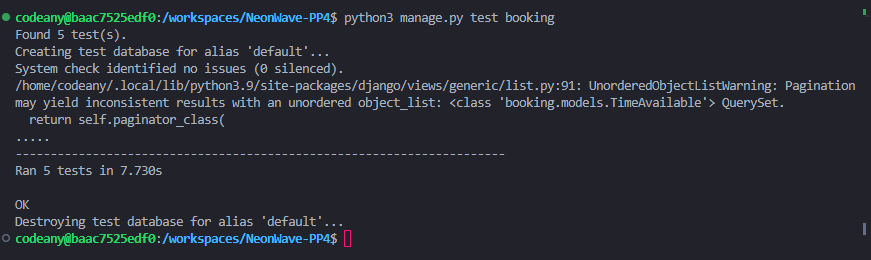 codeany@baac7525edf0:/workspaces/NeonWave-PP4$ python3 manage.py test booking
Found 5 test(s).
Creating test database for alias 'default'...
System check identified no issues (0 silenced).
/home/codeany/.local/lib/python3.9/site-packages/django/views/generic/list.py:91: UnorderedObjectListWarning: Pagination
may yield inconsistent results with an unordered object_list: <class 'booking.models.TimeAvailable'> QuerySet.
  return self.paginator_class(
.....
----------------------------------------------------------------------
Ran 5 tests in 7.730s

OK
Destroying test database for alias 'default'...
codeany@baac7525edf0:/workspaces/NeonWave-PP4$